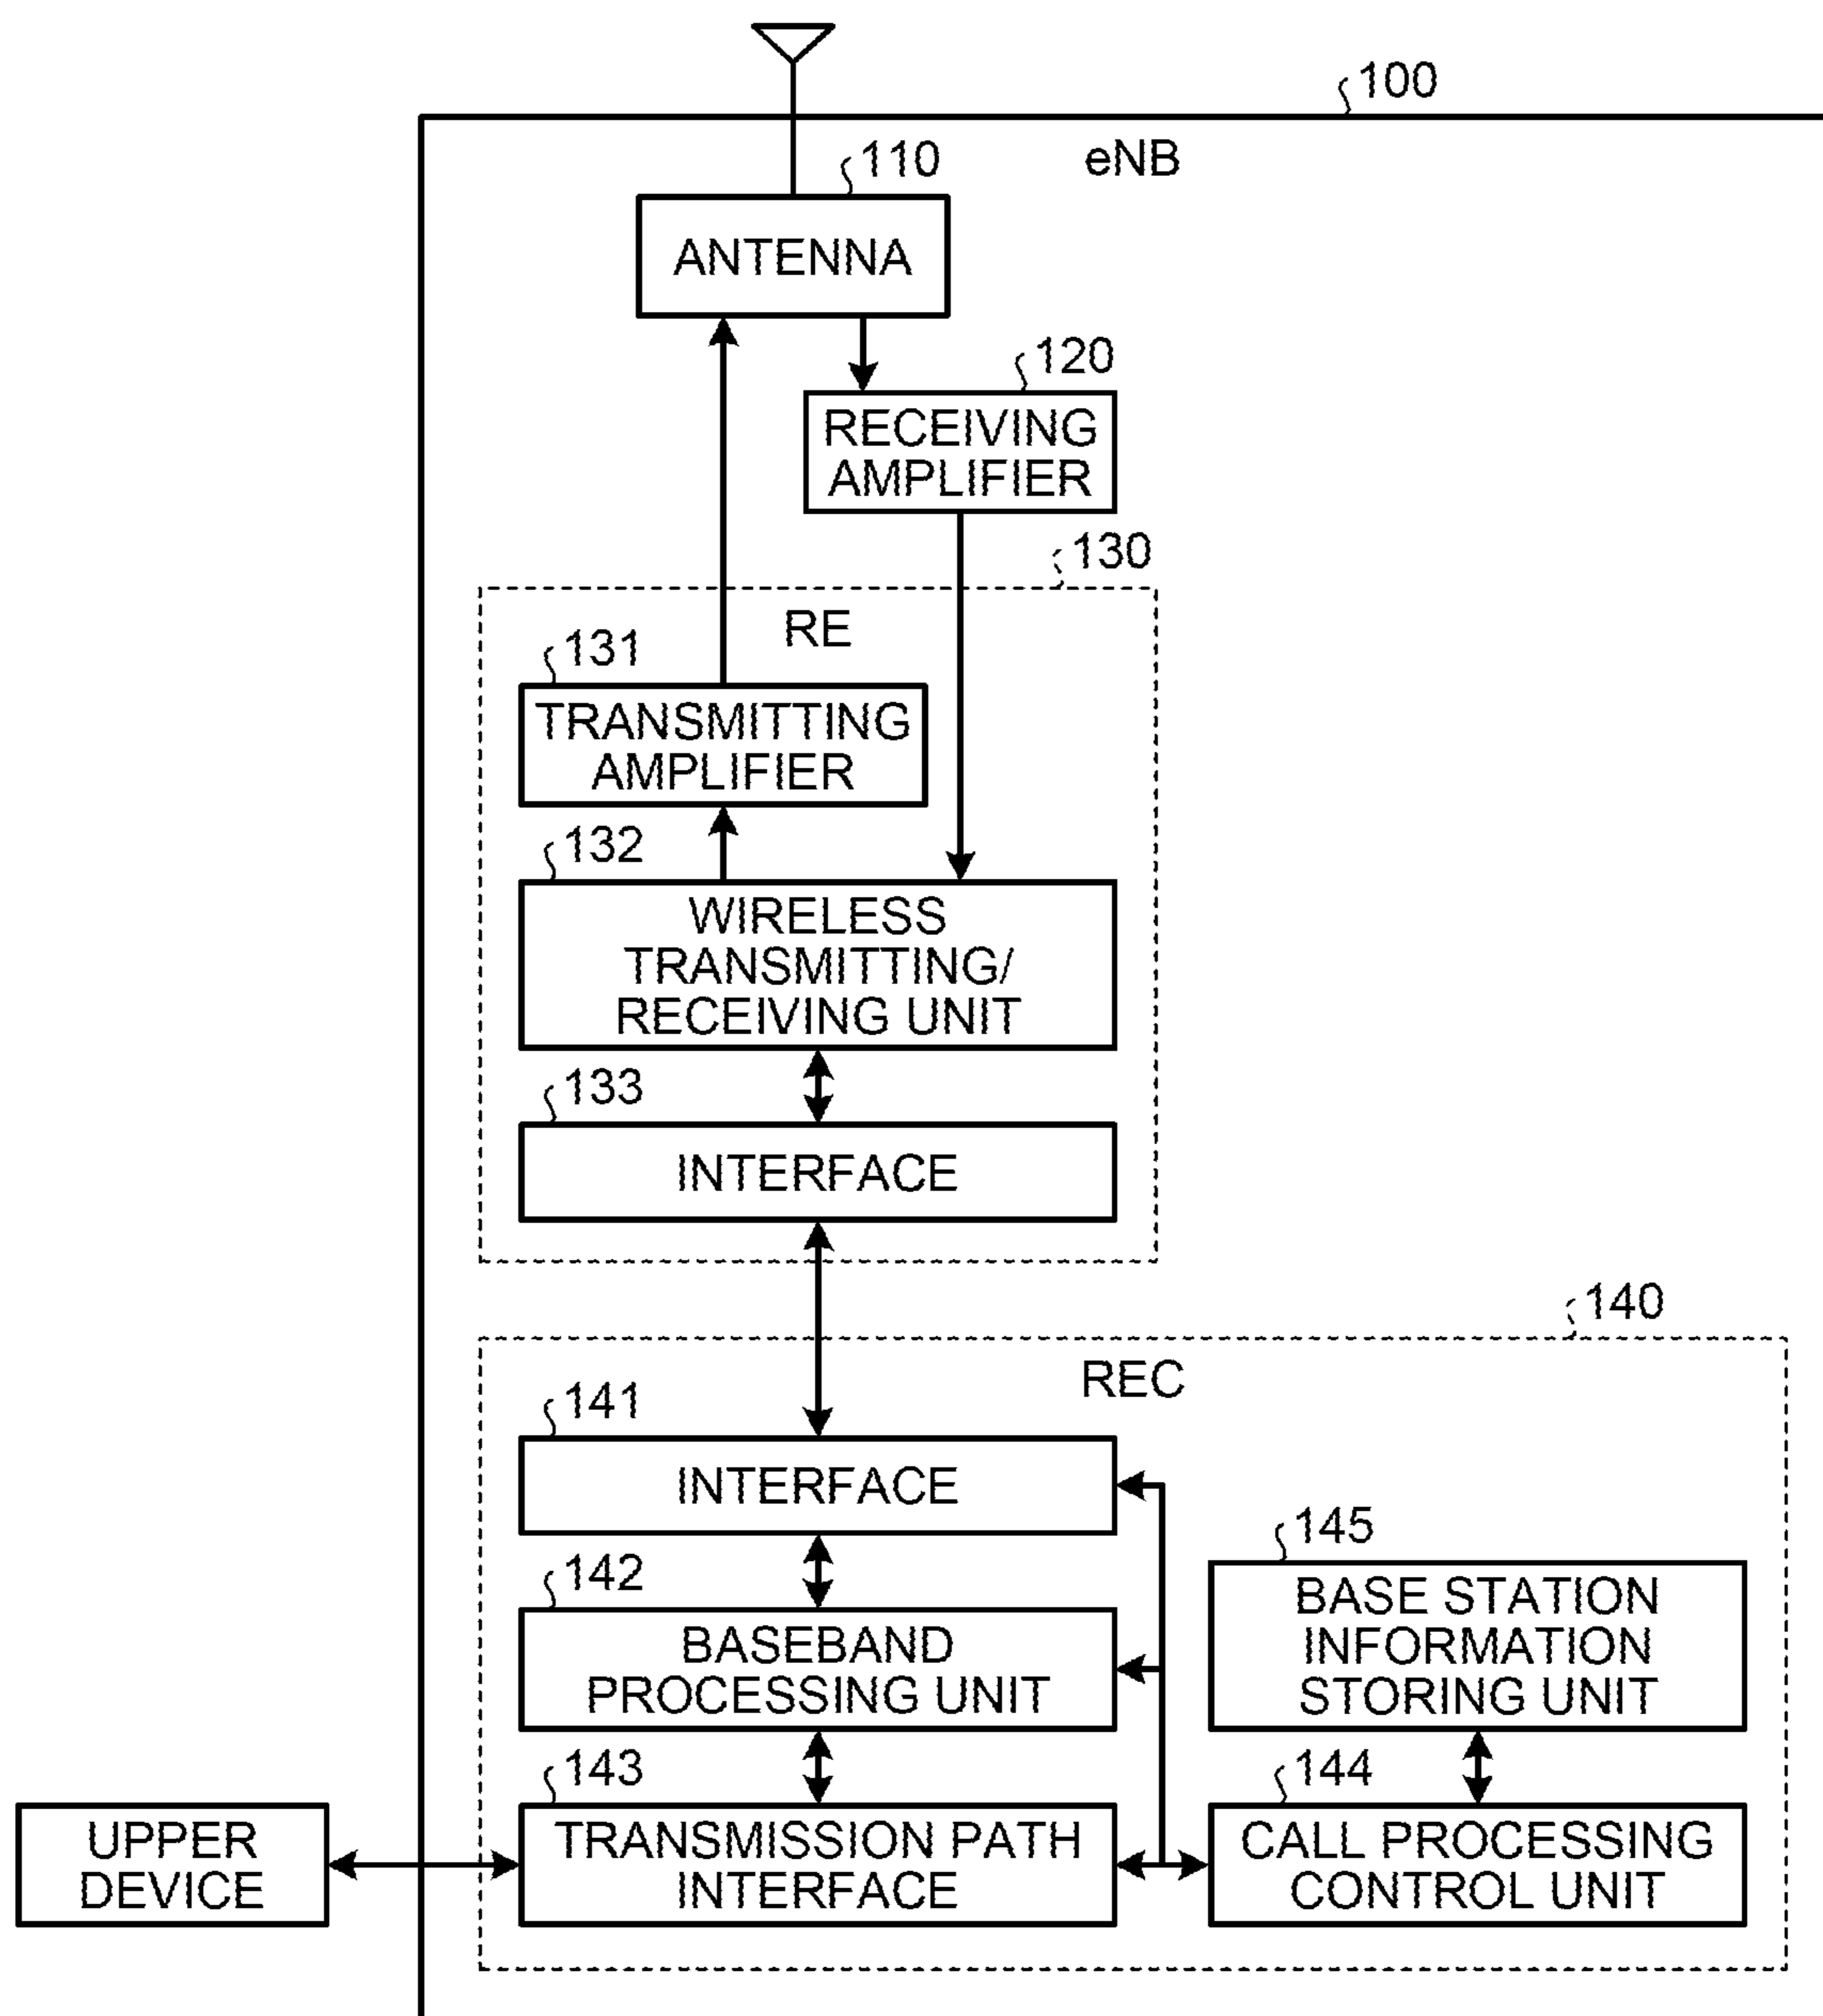 100
eNB
110
ANTENNA
120
RECEIVING
AMPLIFIER
130
RE
131
TRANSMITTING
AMPLIFIER
132
WIRELESS
TRANSMITTING/
RECEIVING UNIT
133
INTERFACE
140
REC
141
INTERFACE
145
BASE STATION
INFORMATION
STORING UNIT
142
BASEBAND
PROCESSING UNIT
143
TRANSMISSION PATH
INTERFACE
144
CALL PROCESSING
CONTROL UNIT
UPPER
DEVICE